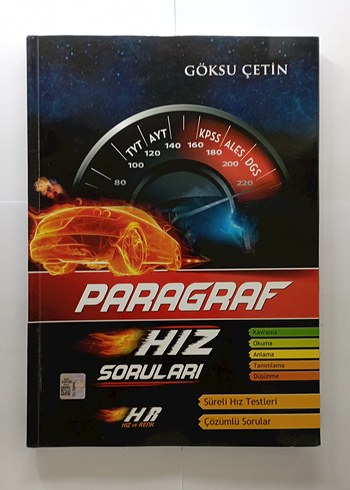 GÖKSU ÇETİN
TYT AYT KPSS ALES DGS
80 100 120 140 160 180 200 220
PARAGRAF
HIZ
SORULARI
Kavrama
Okuma
Anlama
Tanımlama
Düşünme
Süreli Hız Testleri
Çözümlü Sorular
HR
HIZ VE RENK